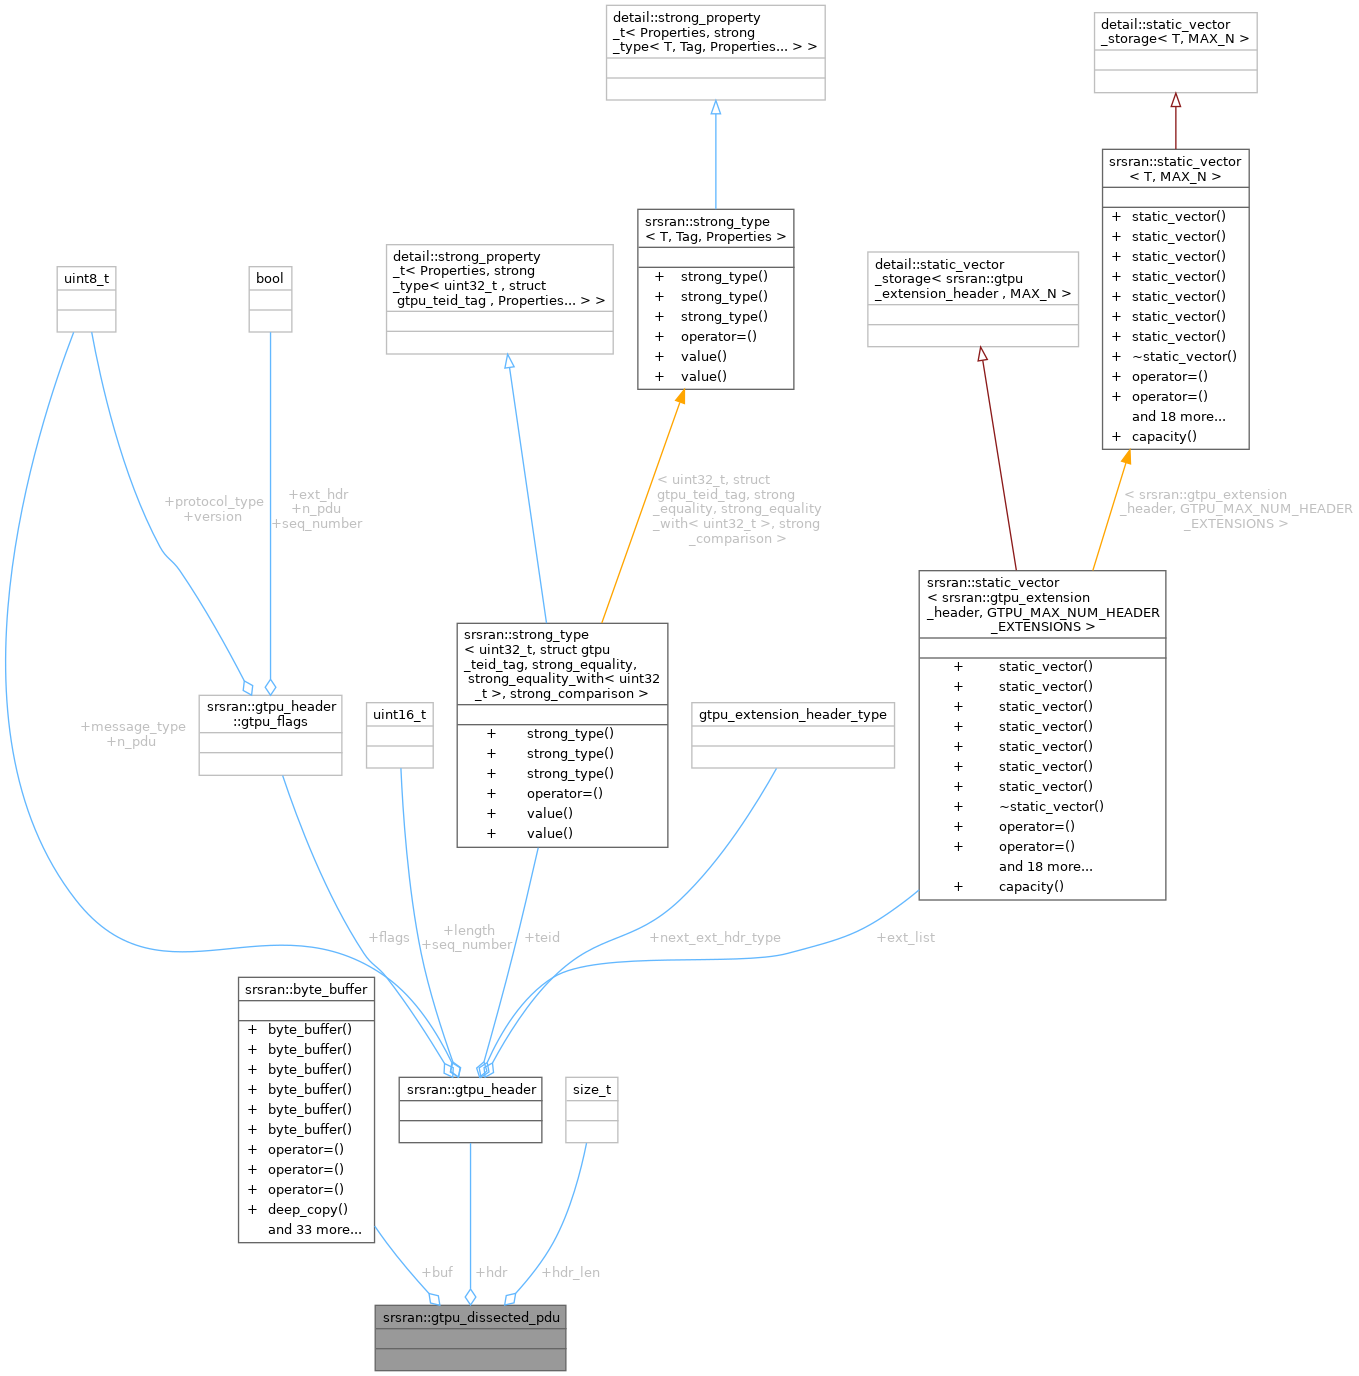 detail::strong_property
_t< Properties, strong
_type< T, Tag, Properties... > >
detail::static_vector
_storage< T, MAX_N >
srsran::static_vector
< T, MAX_N >
+ static_vector()
+ static_vector()
+ static_vector()
+ static_vector()
+ static_vector()
+ static_vector()
+ static_vector()
+ ~static_vector()
+ operator=()
+ operator=()
and 18 more...
+ capacity()
srsran::strong_type
< T, Tag, Properties >
+ strong_type()
+ strong_type()
+ strong_type()
+ operator=()
+ value()
+ value()
detail::strong_property
_t< Properties, strong
_type< uint32_t , struct
gtpu_teid_tag , Properties... > >
detail::static_vector
_storage< srsran::gtpu
_extension_header , MAX_N >
uint8_t
bool
+protocol_type
+version
+ext_hdr
+n_pdu
+seq_number
< uint32_t, struct
gtpu_teid_tag, strong
_equality, strong_equality
_with< uint32_t >, strong
_comparison >
< srsran::gtpu_extension
_header, GTPU_MAX_NUM_HEADER
_EXTENSIONS >
srsran::static_vector
< srsran::gtpu_extension
_header, GTPU_MAX_NUM_HEADER
_EXTENSIONS >
+ static_vector()
+ static_vector()
+ static_vector()
+ static_vector()
+ static_vector()
+ static_vector()
+ static_vector()
+ ~static_vector()
+ operator=()
+ operator=()
and 18 more...
+ capacity()
srsran::strong_type
< uint32_t, struct gtpu
_teid_tag, strong_equality,
strong_equality_with< uint32
_t >, strong_comparison >
+ strong_type()
+ strong_type()
+ strong_type()
+ operator=()
+ value()
+ value()
+message_type
+n_pdu
srsran::gtpu_header
::gtpu_flags
uint16_t
gtpu_extension_header_type
+flags
+length
+seq_number
+teid
+next_ext_hdr_type
+ext_list
srsran::byte_buffer
+ byte_buffer()
+ byte_buffer()
+ byte_buffer()
+ byte_buffer()
+ byte_buffer()
+ byte_buffer()
+ operator=()
+ operator=()
+ operator=()
+ deep_copy()
and 33 more...
srsran::gtpu_header
size_t
+buf
+hdr
+hdr_len
srsran::gtpu_dissected_pdu